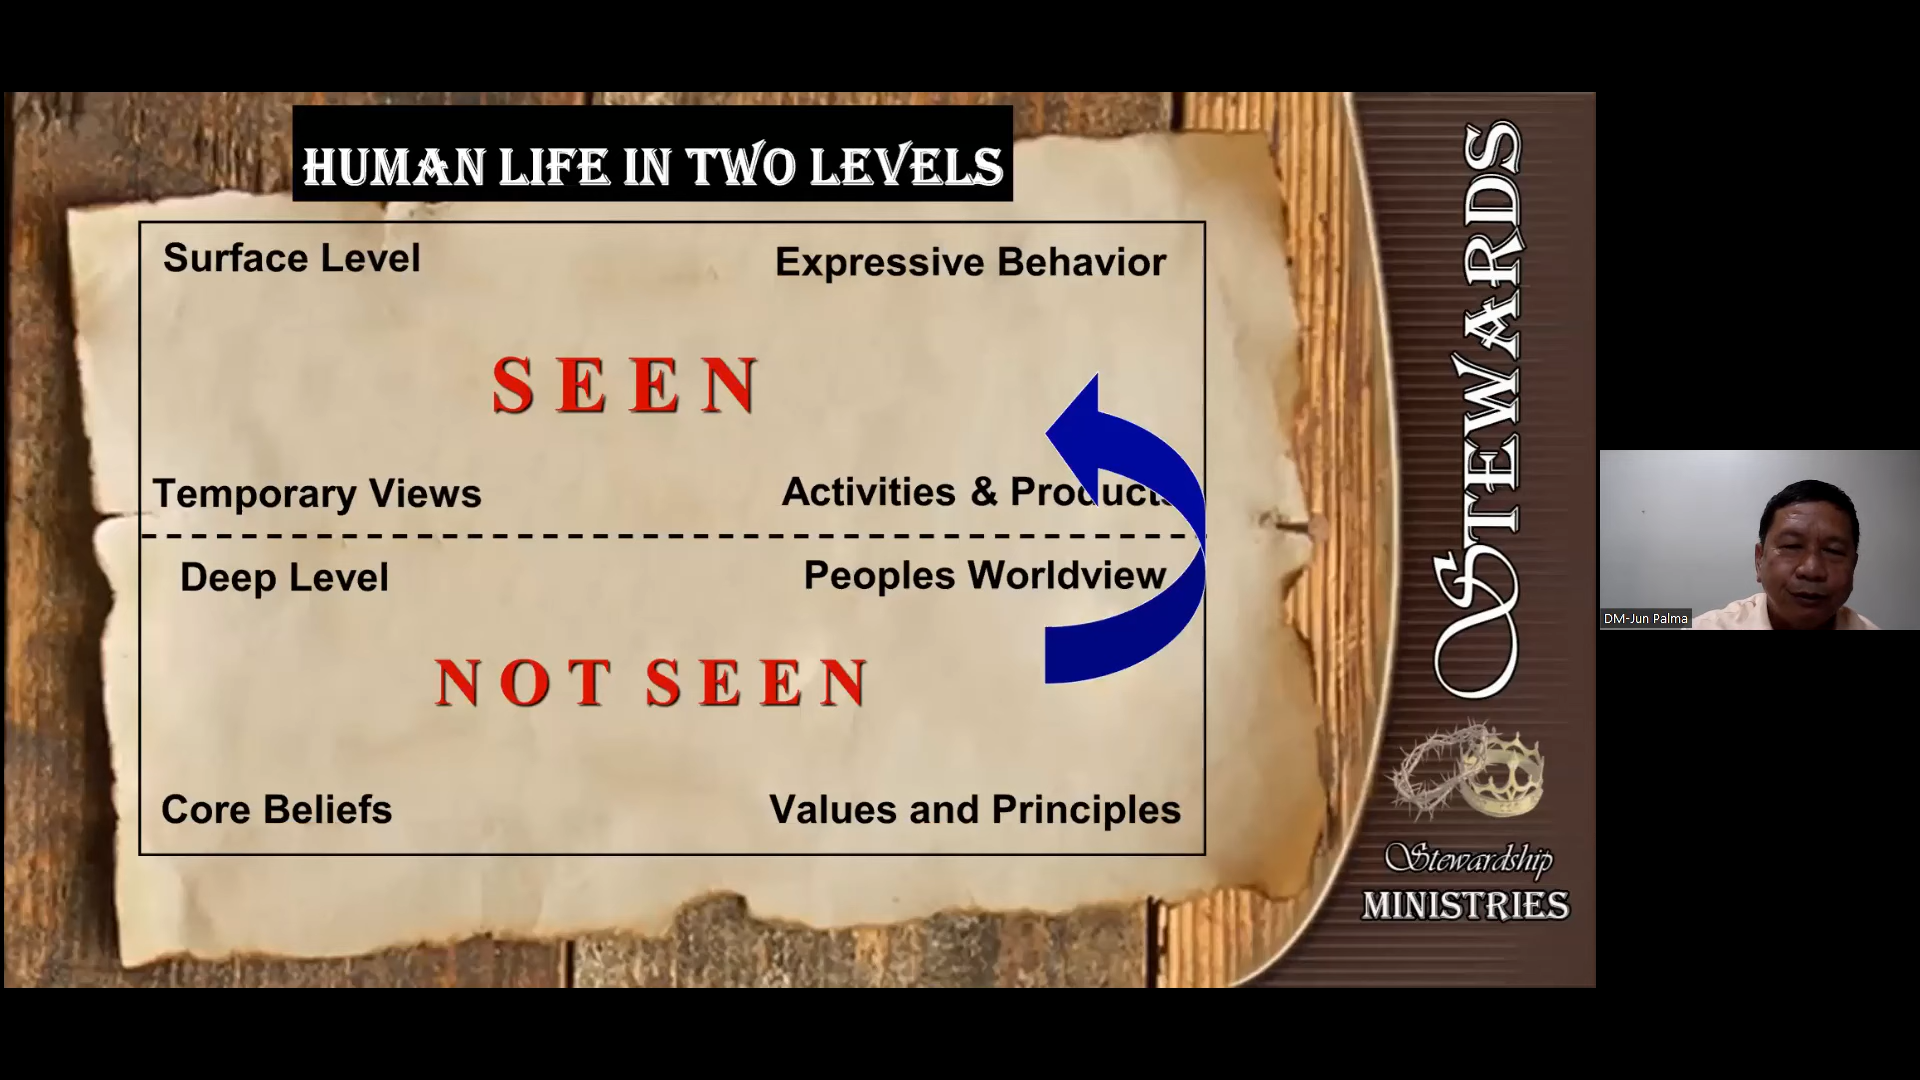 HUMAN LIFE IN TWO LEVELS
Surface Level
Expressive Behavior
SEEN
Temporary Views
Activities & Products
Deep Level
Peoples Worldview
NOT SEEN
Core Beliefs
Values and Principles
STEWARDS
Stewardship
MINISTRIES
DM-Jun Palma